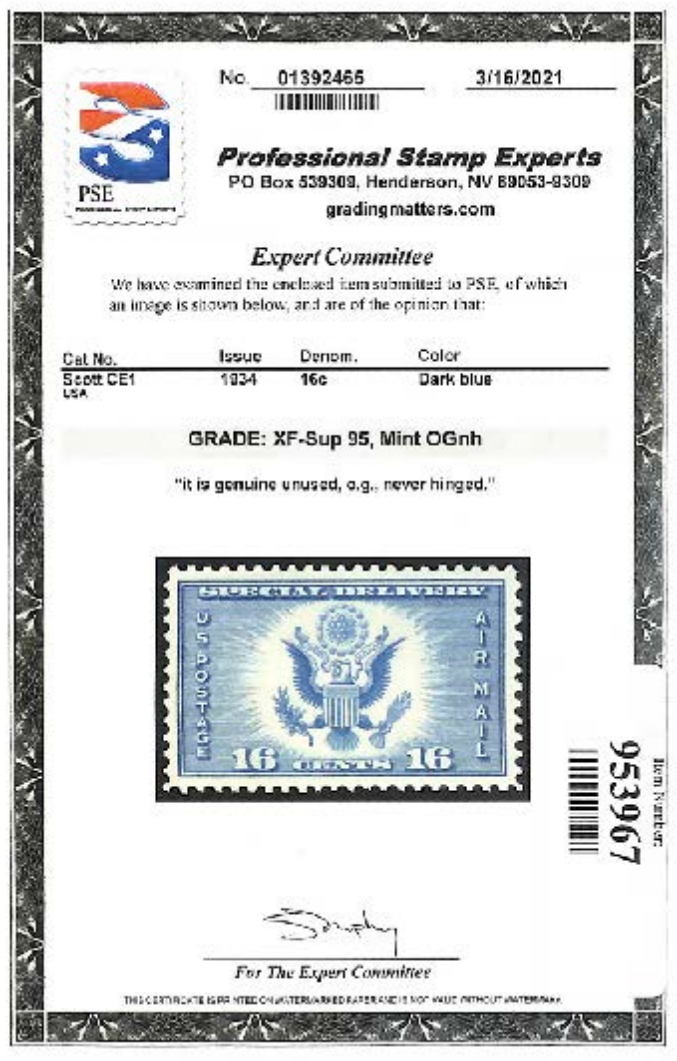 No. 01392465 3/16/2021
PSE
PROFESSIONAL STAMP EXPERTS
Professional Stamp Experts
PO Box 539309, Henderson, NV 89053-9309
gradingmatters.com
Expert Committee
We have examined the enclosed item submitted to PSE, of which
an image is shown below, and are of the opinion that:
Cat No. Issue Denom. Color
Scott CE1 1934 16c Dark blue
USA
GRADE: XF-Sup 95, Mint OGnh
"it is genuine unused, o.g., never hinged."
SPECIAL DELIVERY
US POSTAGE
AIR MAIL
16 CENTS 16
Item Number:
953967
For The Expert Committee
THIS CERTIFICATE IS PRINTED ON WATERMARKED PAPER AND IS NOT VALID WITHOUT WATERMARK.